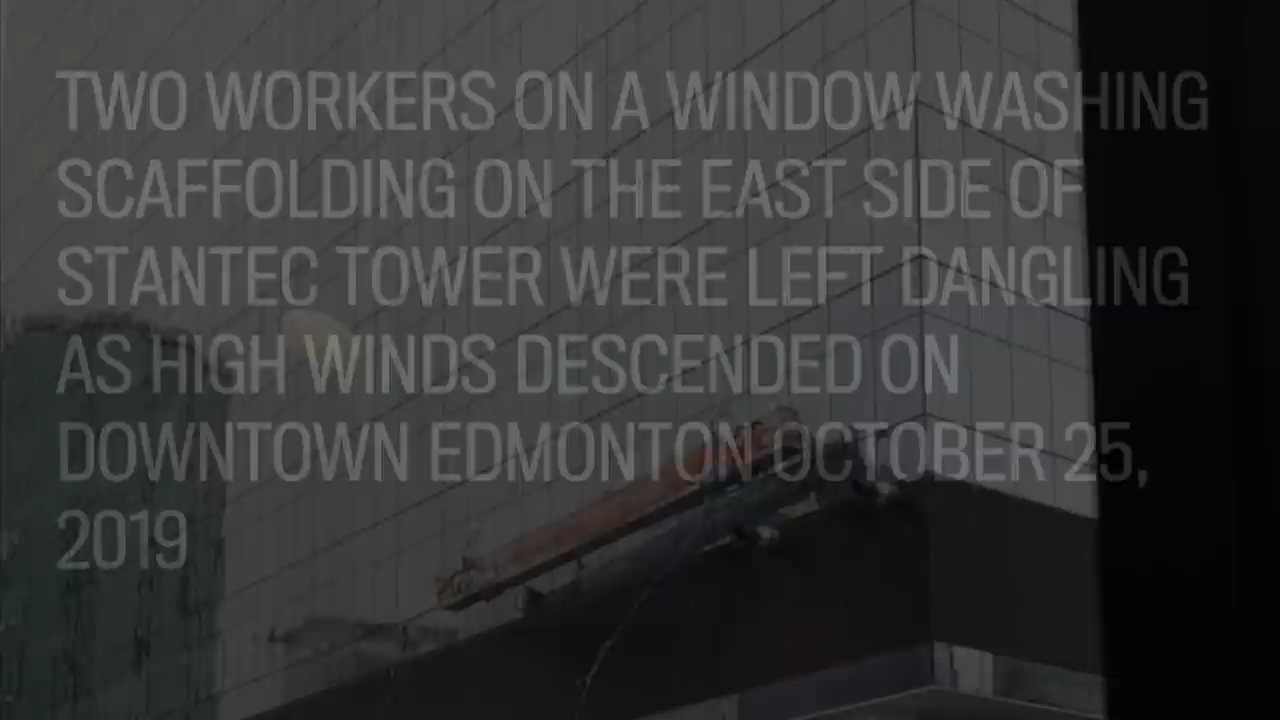 TWO WORKERS ON A WINDOW WASHING
SCAFFOLDING ON THE EAST SIDE OF
STANTEC TOWER WERE LEFT DANGLING
AS HIGH WINDS DESCENDED ON
DOWNTOWN EDMONTON OCTOBER 25,
2019